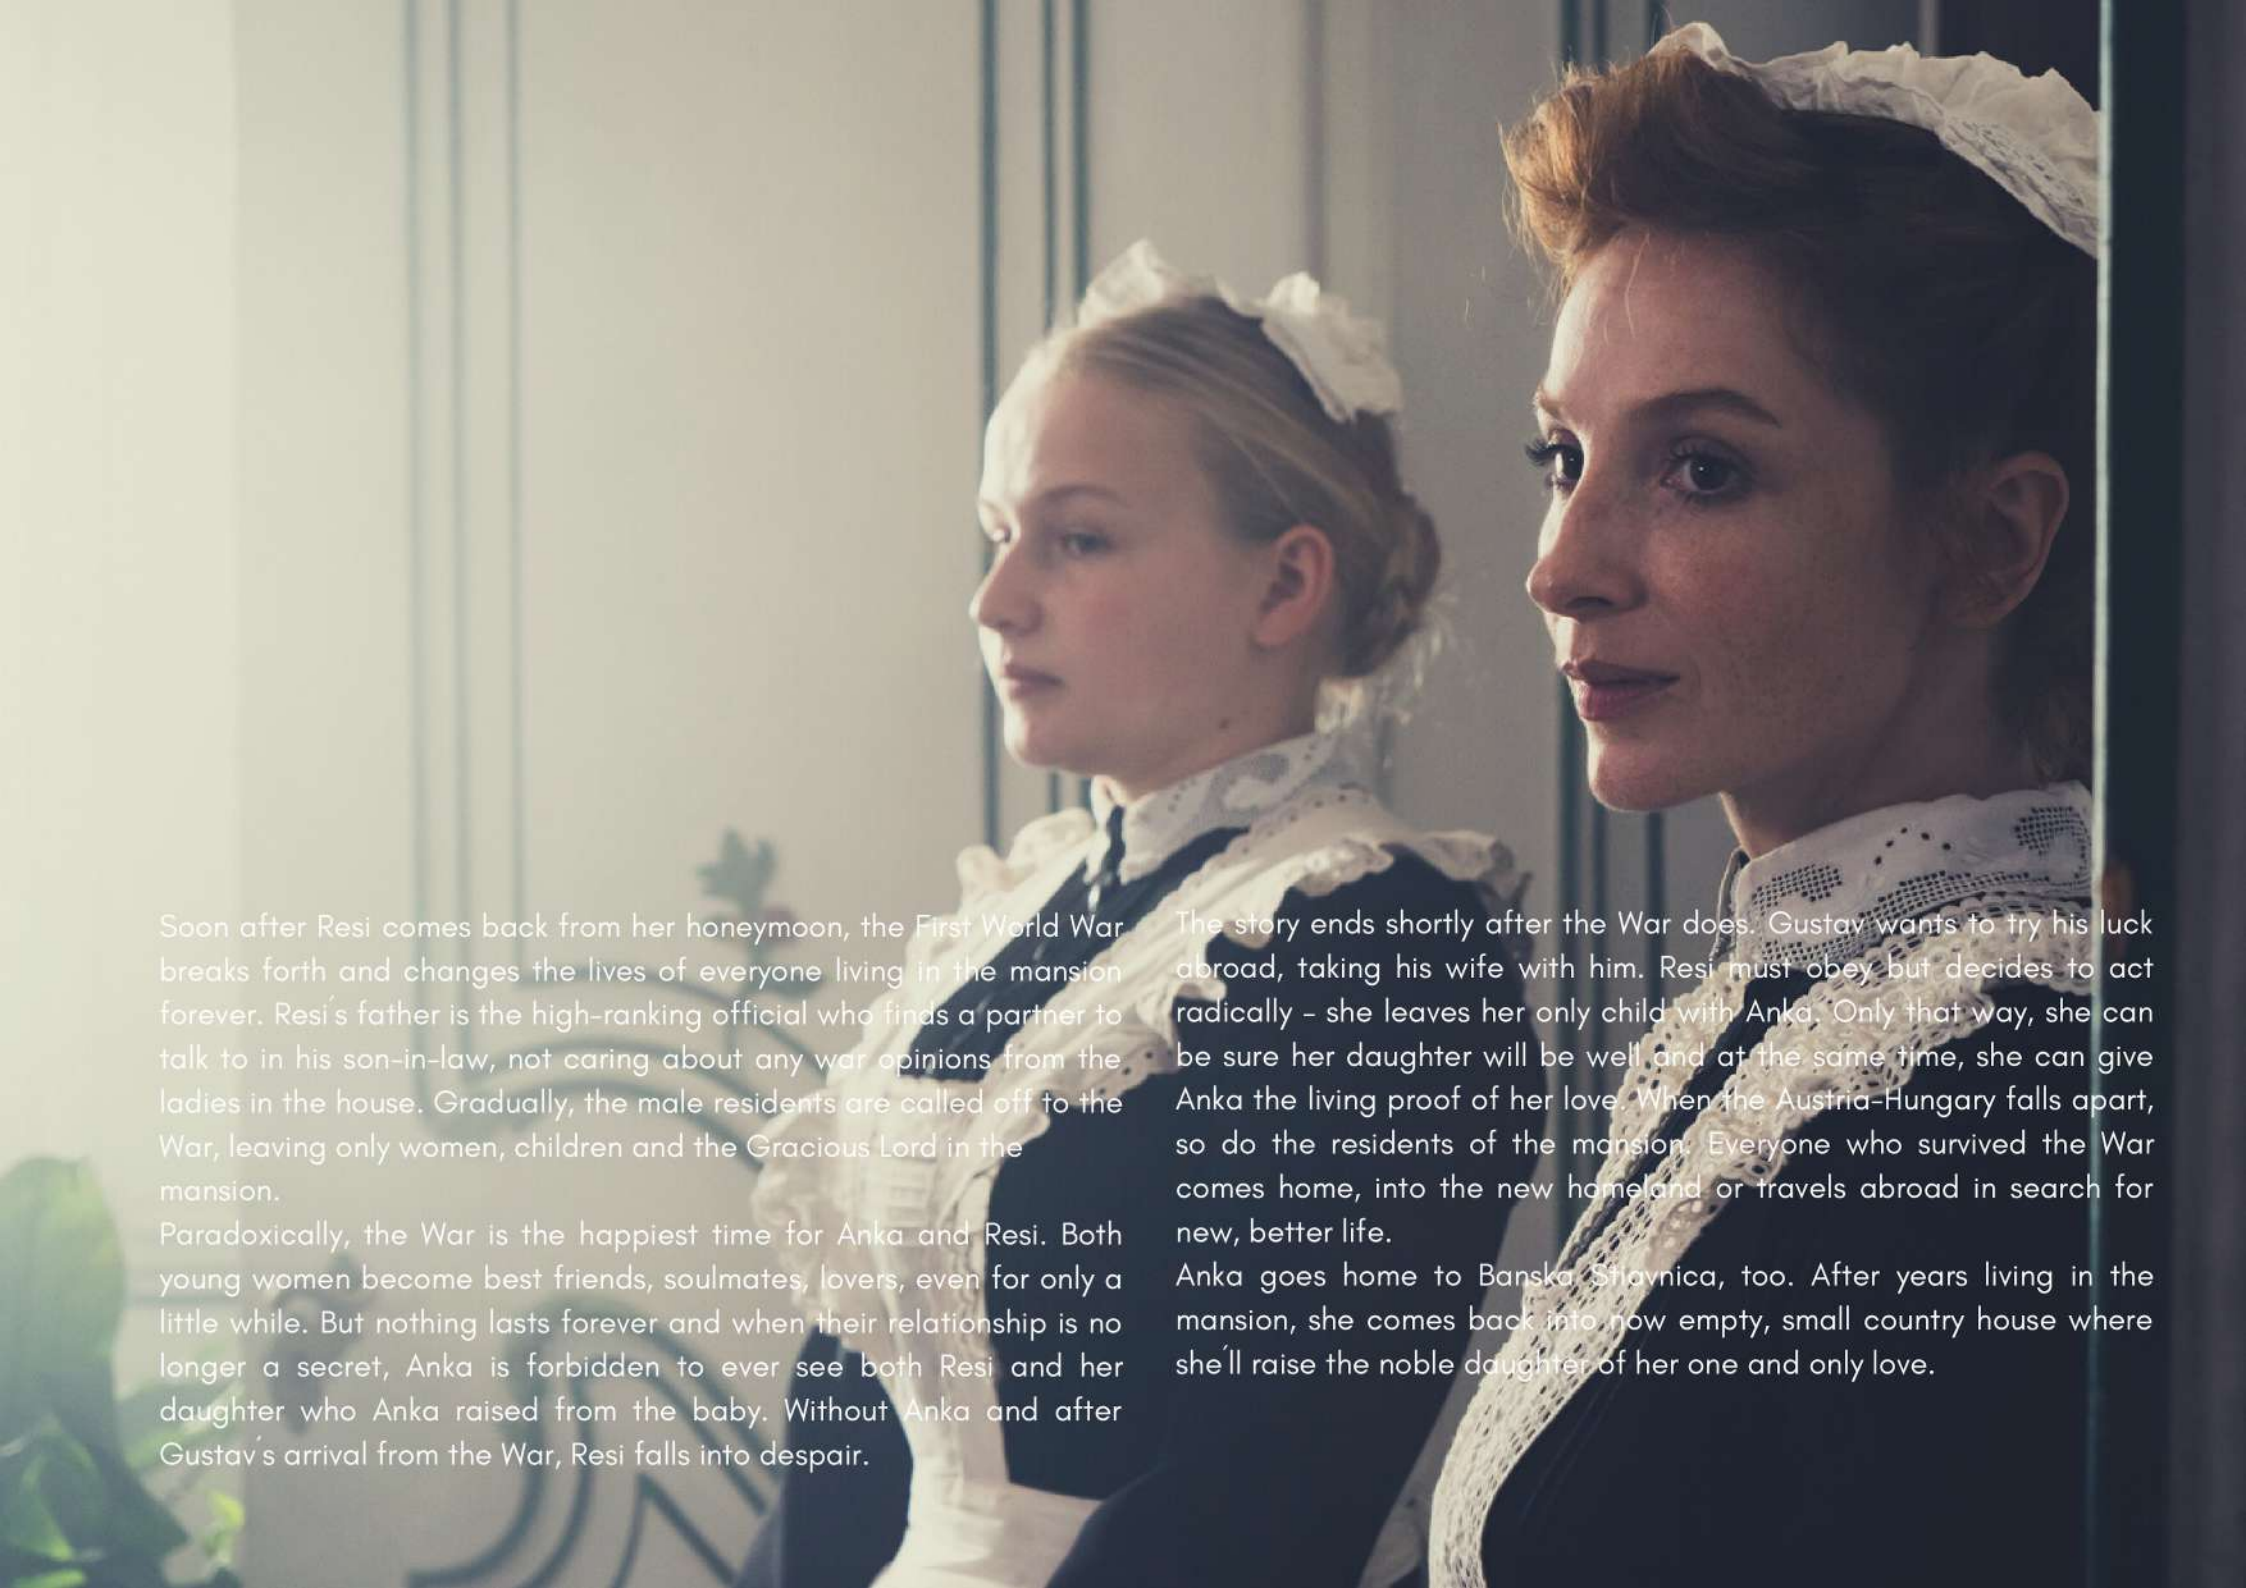 Soon after Resi comes back from her honeymoon, the First World War
breaks forth and changes the lives of everyone living in the mansion
forever. Resi´s father is the high-ranking official who finds a partner to
talk to in his son-in-law, not caring about any war opinions from the
ladies in the house. Gradually, the male residents are called off to the
War, leaving only women, children and the Gracious Lord in the
mansion.
Paradoxically, the War is the happiest time for Anka and Resi. Both
young women become best friends, soulmates, lovers, even for only a
little while. But nothing lasts forever and when their relationship is no
longer a secret, Anka is forbidden to ever see both Resi and her
daughter who Anka raised from the baby. Without Anka and after
Gustav´s arrival from the War, Resi falls into despair.
The story ends shortly after the War does. Gustav wants to try his luck
abroad, taking his wife with him. Resi must obey but decides to act
radically – she leaves her only child with Anka. Only that way, she can
be sure her daughter will be well and at the same time, she can give
Anka the living proof of her love. When the Austria-Hungary falls apart,
so do the residents of the mansion. Everyone who survived the War
comes home, into the new homeland or travels abroad in search for
new, better life.
Anka goes home to Banska Stiavnica, too. After years living in the
mansion, she comes back into now empty, small country house where
she´ll raise the noble daughter of her one and only love.